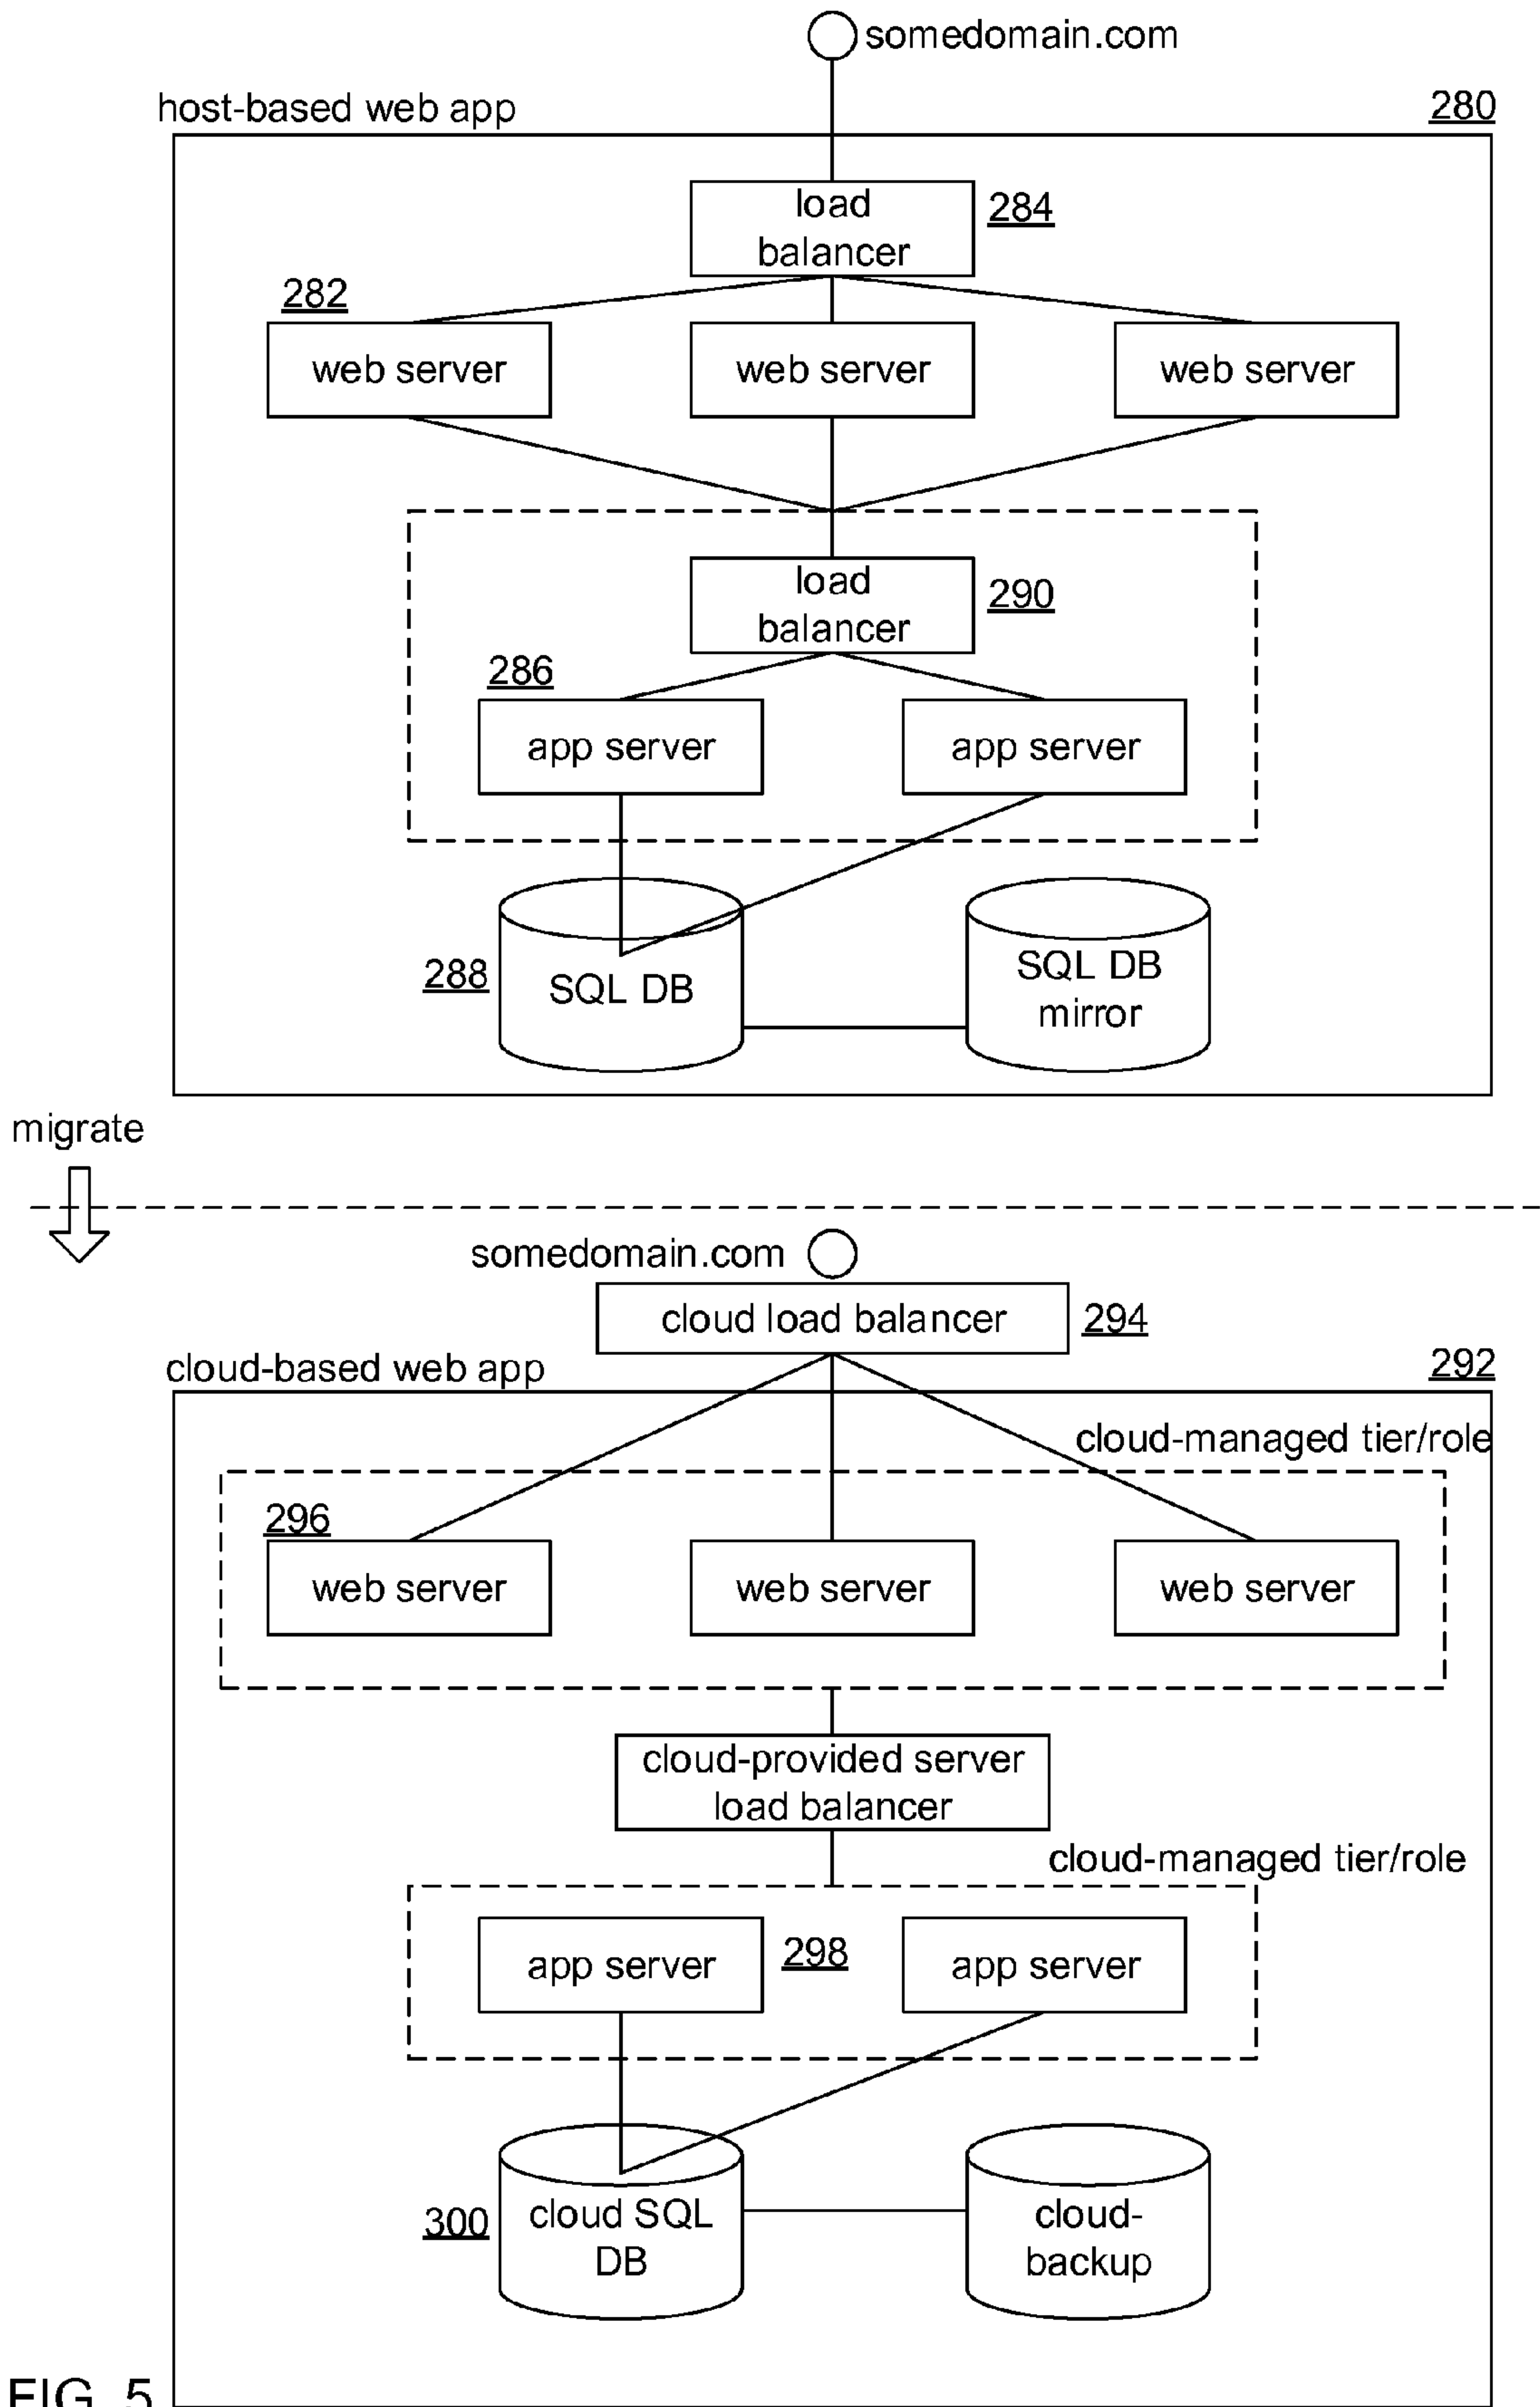 somedomain.com
host-based web app
280
load
balancer
284
282
web server
web server
web server
load
balancer
290
286
app server
app server
288
SQL DB
SQL DB
mirror
migrate
somedomain.com
cloud load balancer
294
cloud-based web app
292
cloud-managed tier/role
296
web server
web server
web server
cloud-provided server
load balancer
cloud-managed tier/role
app server
298
app server
300
cloud SQL
DB
cloud-
backup
FIG. 5